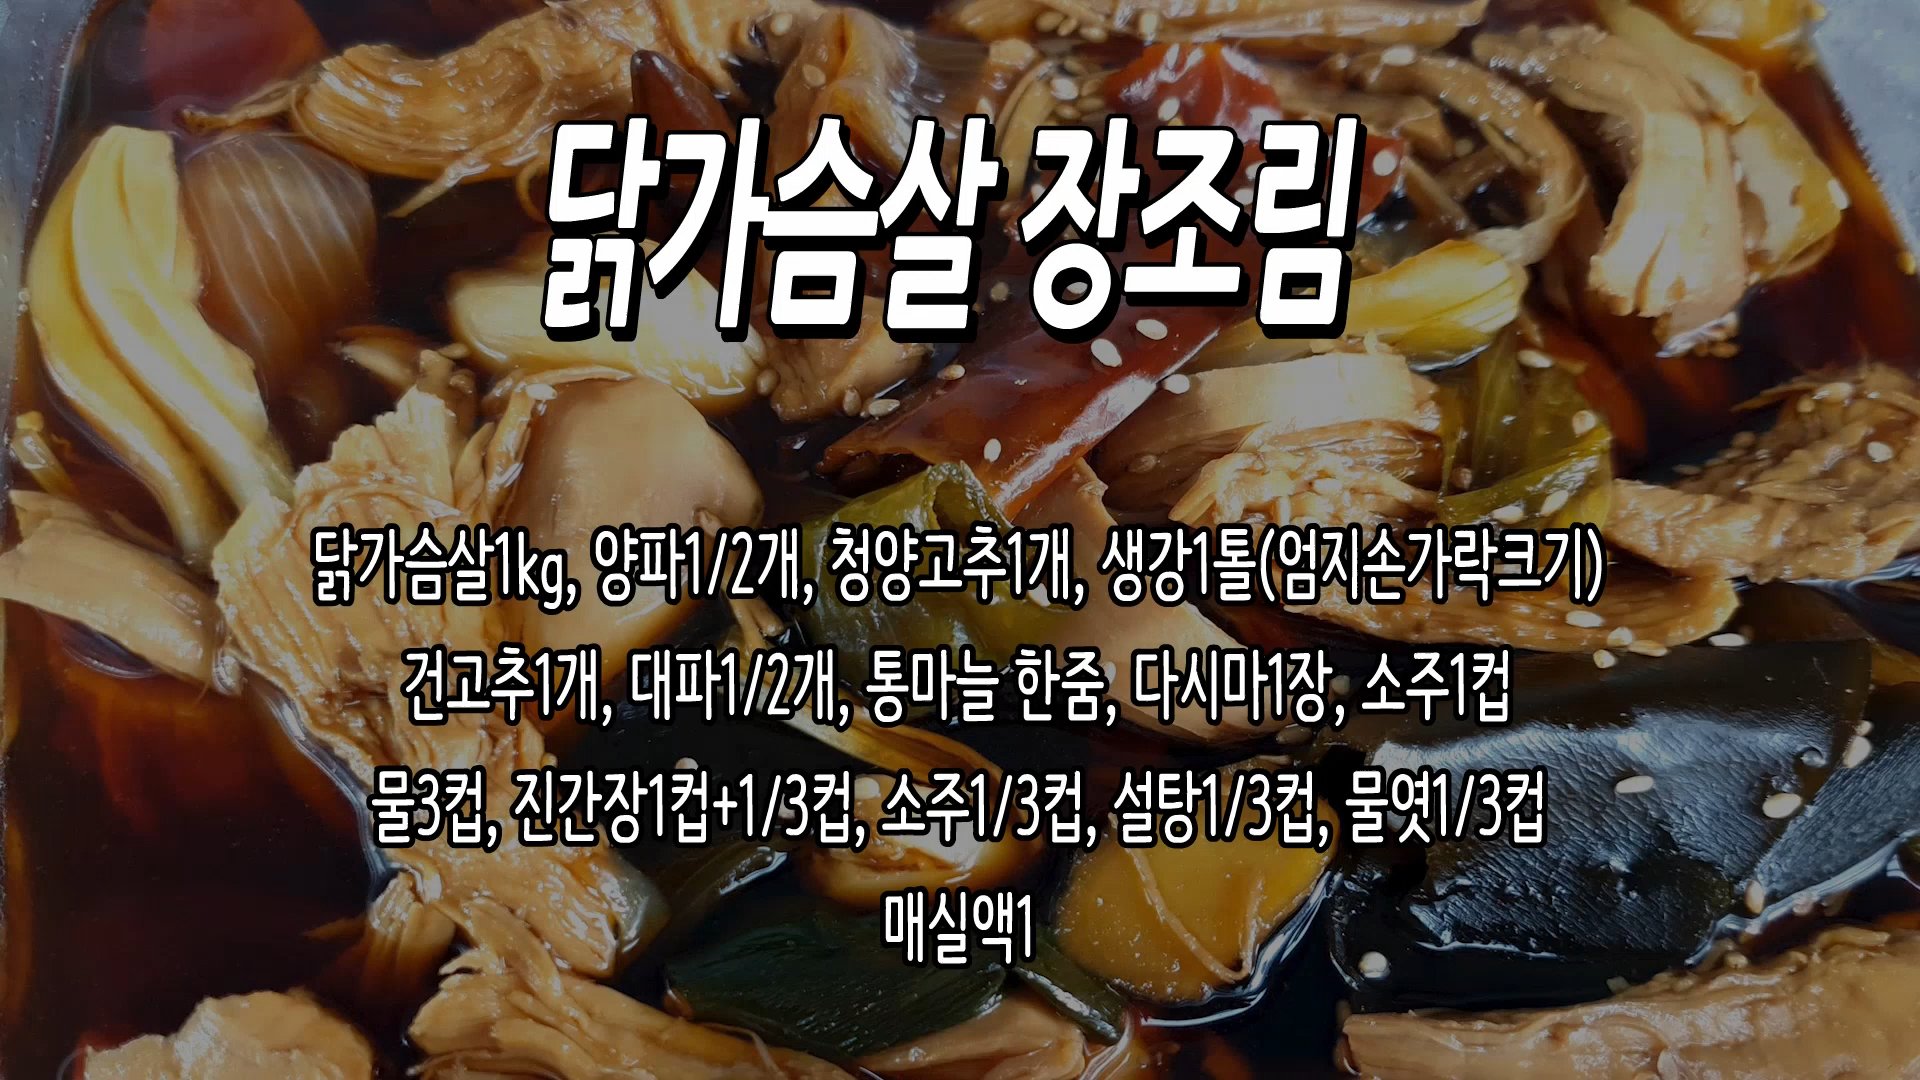 닭가슴살 장조림
닭가슴살1kg, 양파1/2개, 청양고추1개, 생강1톨(엄지손가락크기)
건고추1개, 대파1/2개, 통마늘 한줌, 다시마1장, 소주1컵
물3컵, 진간장1컵+1/3컵, 소주1/3컵, 설탕1/3컵, 물엿1/3컵
매실액1